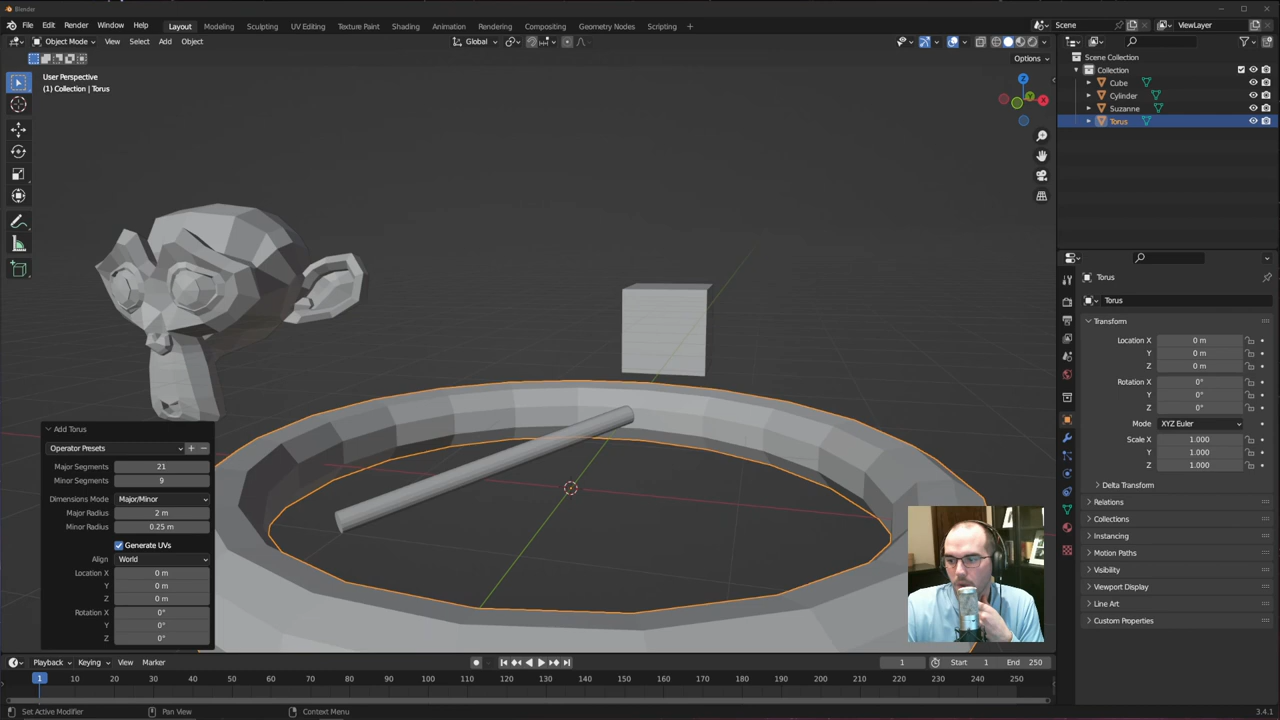 Blender
File Edit Render Window Help
Layout Modeling Sculpting UV Editing Texture Paint Shading Animation Rendering Compositing Geometry Nodes Scripting +
Scene
ViewLayer
Object Mode View Select Add Object
Global
Options
User Perspective
(1) Collection | Torus
Z
Y
X
Scene Collection
Collection
Cube
Cylinder
Suzanne
Torus
Torus
Torus
Transform
Location X 0 m
Y 0 m
Z 0 m
Rotation X 0°
Y 0°
Z 0°
Mode XYZ Euler
Scale X 1.000
Y 1.000
Z 1.000
Delta Transform
Relations
Collections
Instancing
Motion Paths
Visibility
Viewport Display
Line Art
Custom Properties
Add Torus
Operator Presets
Major Segments 21
Minor Segments 9
Dimensions Mode Major/Minor
Major Radius 2 m
Minor Radius 0.25 m
Generate UVs
Align World
Location X 0 m
Y 0 m
Z 0 m
Rotation X 0°
Y 0°
Z 0°
Playback Keying View Marker
1 Start 1 End 250
1 10 20 30 40 50 60 70 80 90 100 110 120 130 140 150 160 170 180 190 200 210 220 230 240 250
Set Active Modifier Pan View Context Menu 3.4.1